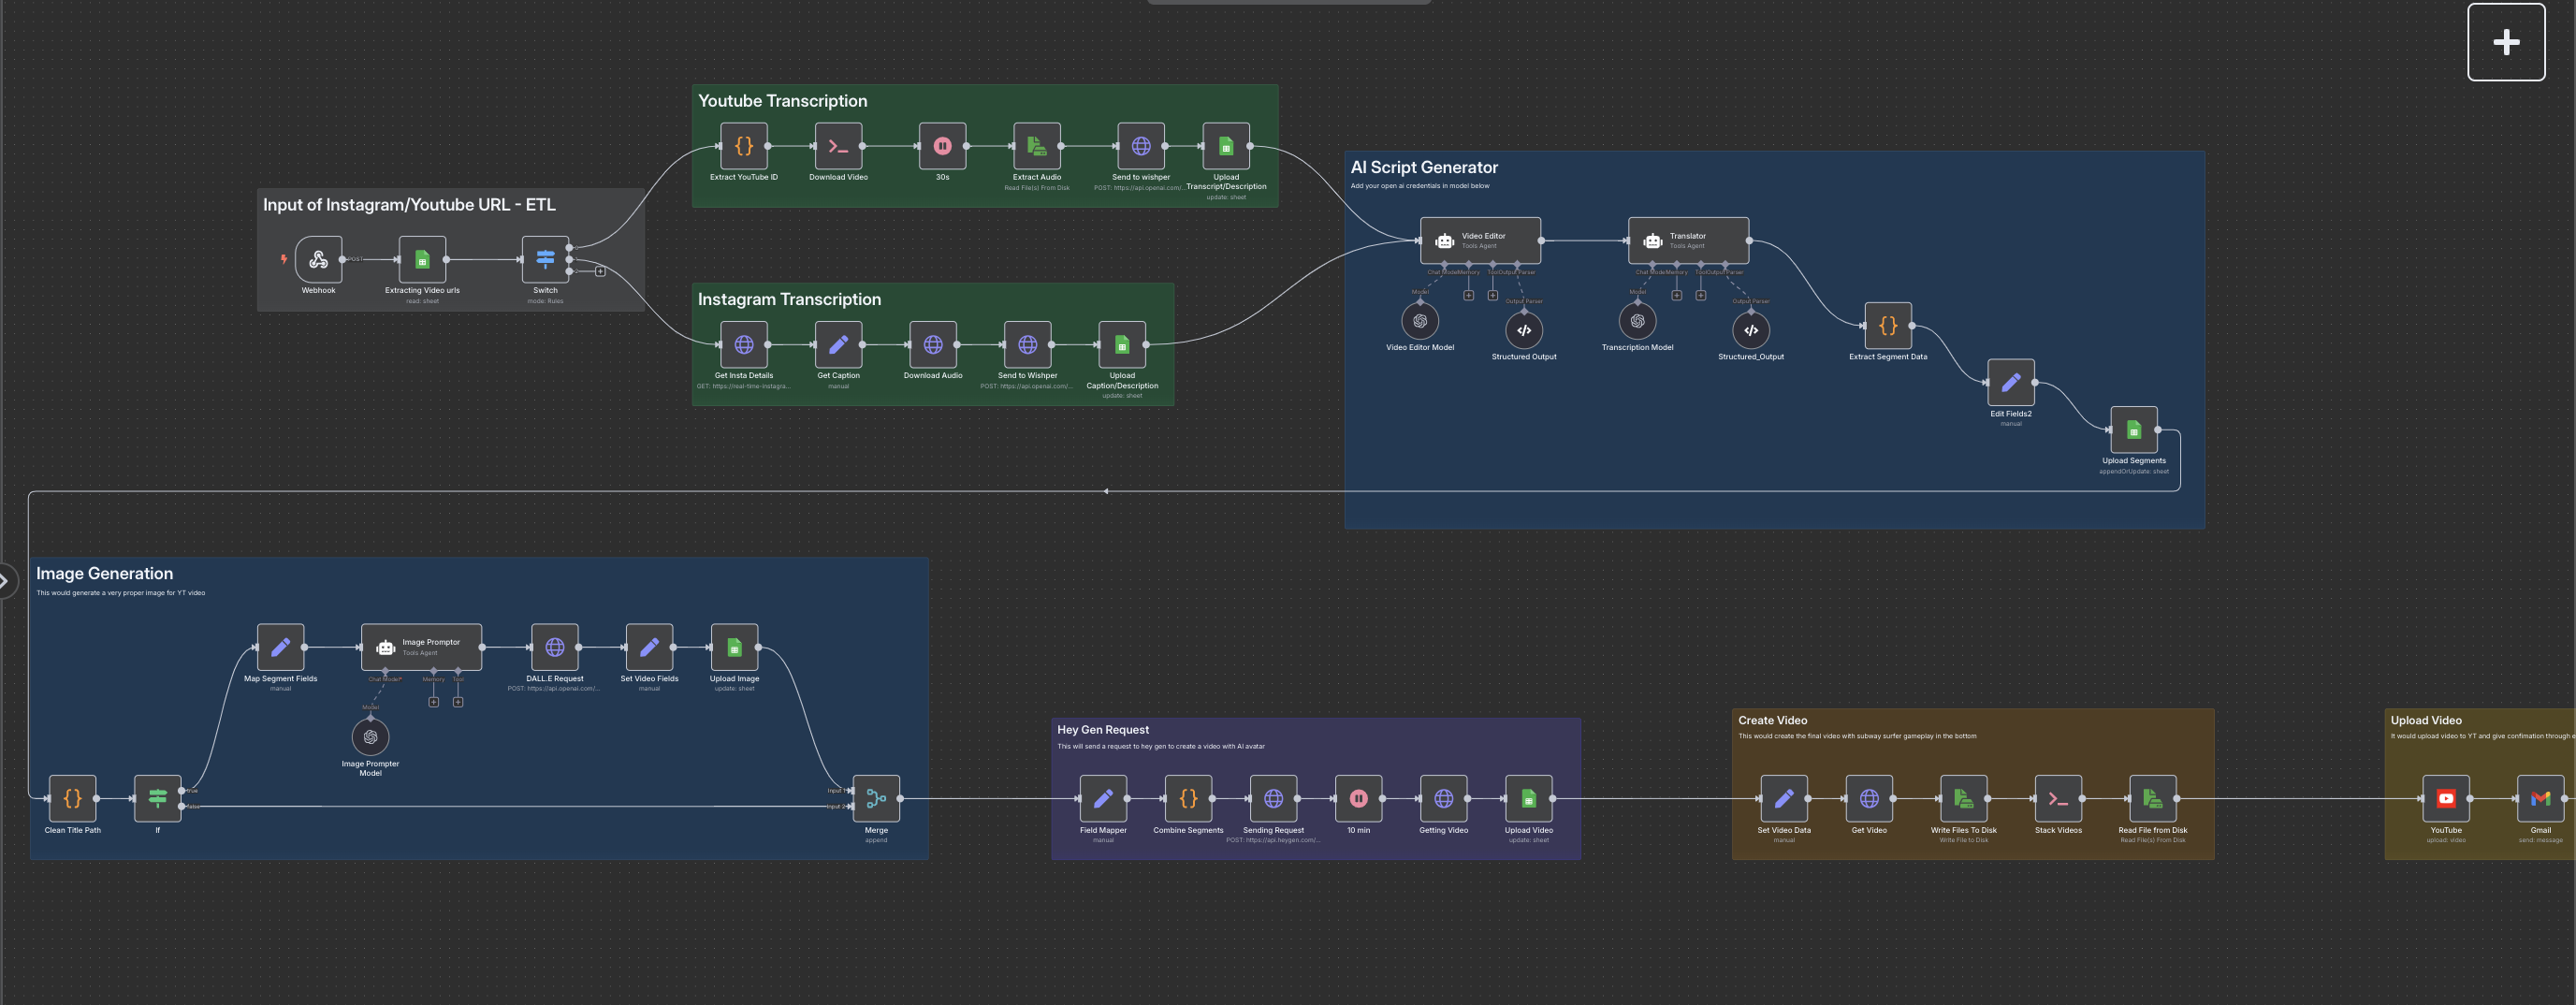 Youtube Transcription
Extract YouTube ID
Download Video
30s
Extract Audio
Read File(s) From Disk
Send to wishper
POST: https://api.openai.com/...
Upload
Transcript/Description
update: sheet
Input of Instagram/Youtube URL - ETL
POST
Webhook
Extracting Video urls
read: sheet
Switch
mode: Rules
0
1
2
Instagram Transcription
Get Insta Details
GET: https://real-time-instagra...
Get Caption
manual
Download Audio
Send to Wishper
POST: https://api.openai.com/...
Upload
Caption/Description
update: sheet
AI Script Generator
Add your open ai credentials in model below
Video Editor
Tools Agent
Chat Model
Memory
Tool
Output Parser
Model
Output Parser
Video Editor Model
Structured Output
Translator
Tools Agent
Chat Model
Memory
Tool
Output Parser
Model
Output Parser
Transcription Model
Structured_Output
Extract Segment Data
Edit Fields2
manual
Upload Segments
appendOrUpdate: sheet
Image Generation
This would generate a very proper image for YT video
Map Segment Fields
manual
Image Promptor
Tools Agent
Chat Model*
Memory
Tool
Model
Image Prompter
Model
DALL.E Request
POST: https://api.openai.com/...
Set Video Fields
manual
Upload Image
update: sheet
Clean Title Path
If
true
false
Input 1
Input 2
Merge
append
Hey Gen Request
This will send a request to hey gen to create a video with AI avatar
Field Mapper
manual
Combine Segments
Sending Request
POST: https://api.heygen.com/...
10 min
Getting Video
Upload Video
update: sheet
Create Video
This would create the final video with subway surfer gameplay in the bottom
Set Video Data
manual
Get Video
Write Files To Disk
Write File to Disk
Stack Videos
Read File from Disk
Read File(s) From Disk
Upload Video
It would upload video to YT and give confimation through e
YouTube
upload: video
Gmail
send: message